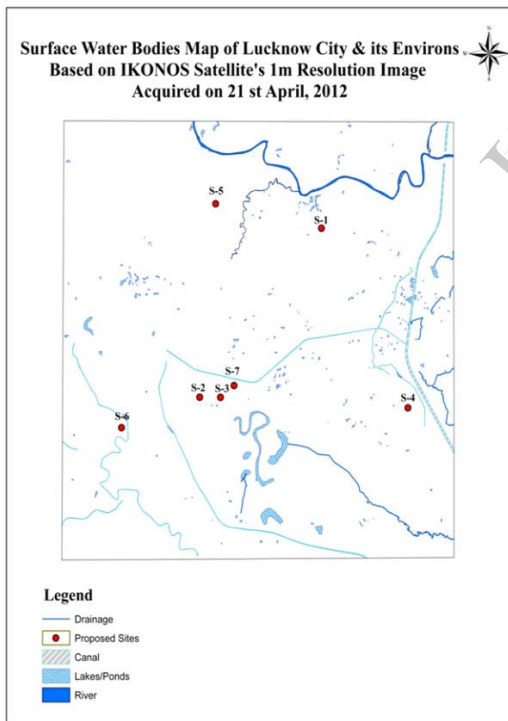 Surface Water Bodies Map of Lucknow City & its Environs
Based on IKONOS Satellite's 1m Resolution Image
Acquired on 21 st April, 2012
N
S
S-5
S-1
S-7
S-2
S-3
S-4
S-6
Legend
Drainage
Proposed Sites
Canal
Lakes/Ponds
River